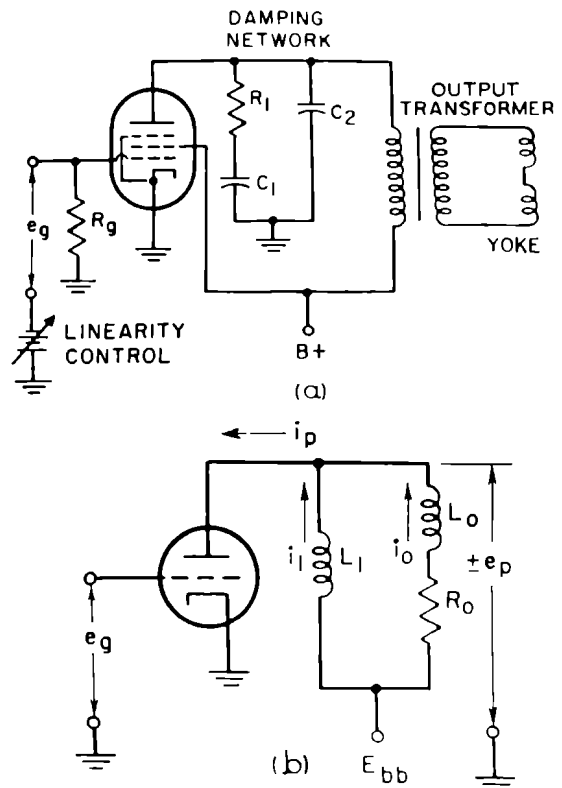 DAMPING
NETWORK
OUTPUT
TRANSFORMER
R1
C2
C1
eg
Rg
YOKE
LINEARITY
CONTROL
B+
(a)
ip
i1
L1
io
Lo
±ep
Ro
eg
(b)
Ebb